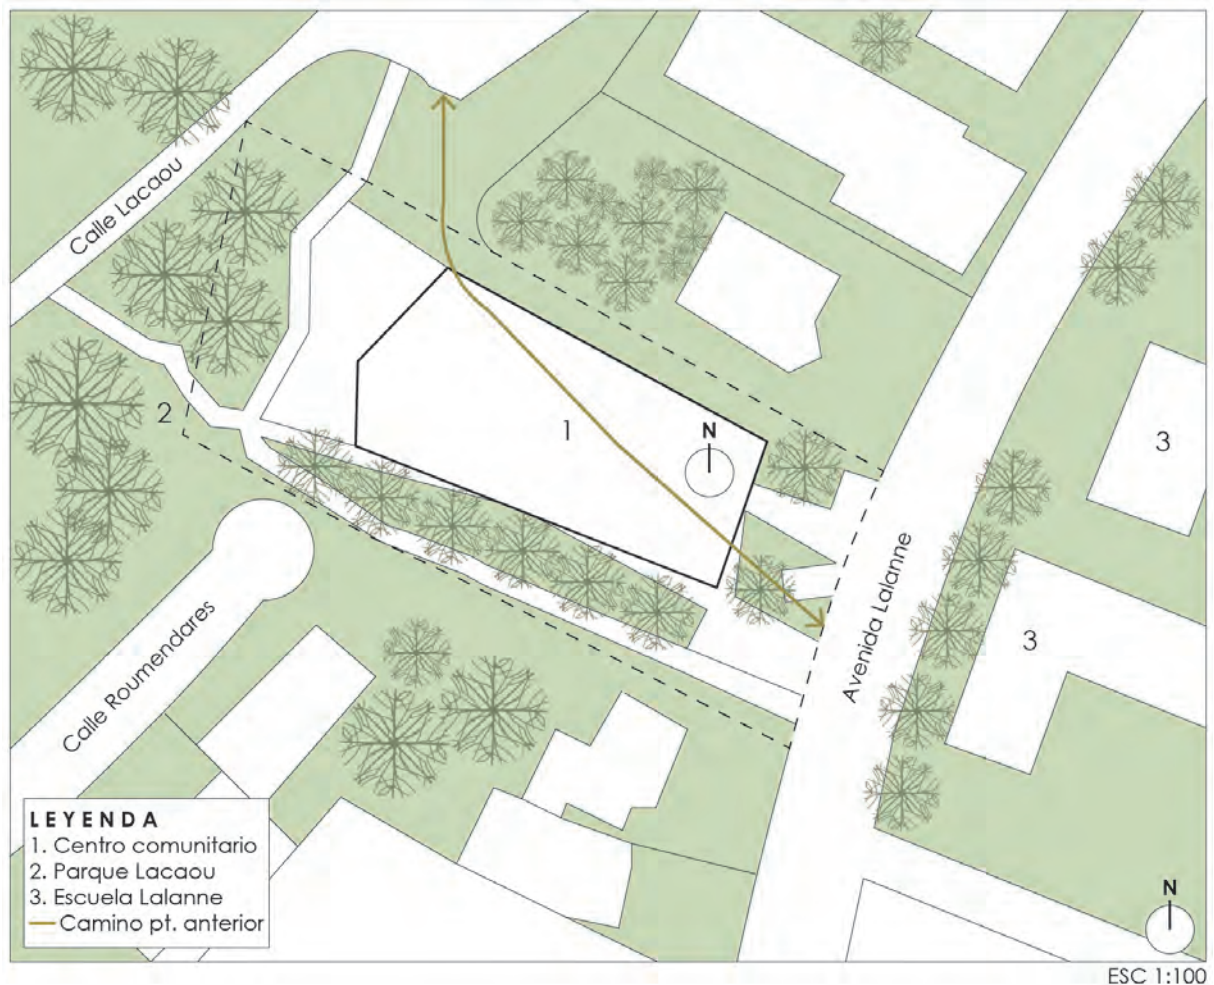 Calle Lacaou
2
1
N
3
Avenida Lalanne
3
Calle Roumendares
LEYENDA
1. Centro comunitario
2. Parque Lacaou
3. Escuela Lalanne
Camino pt. anterior
N
ESC 1:100